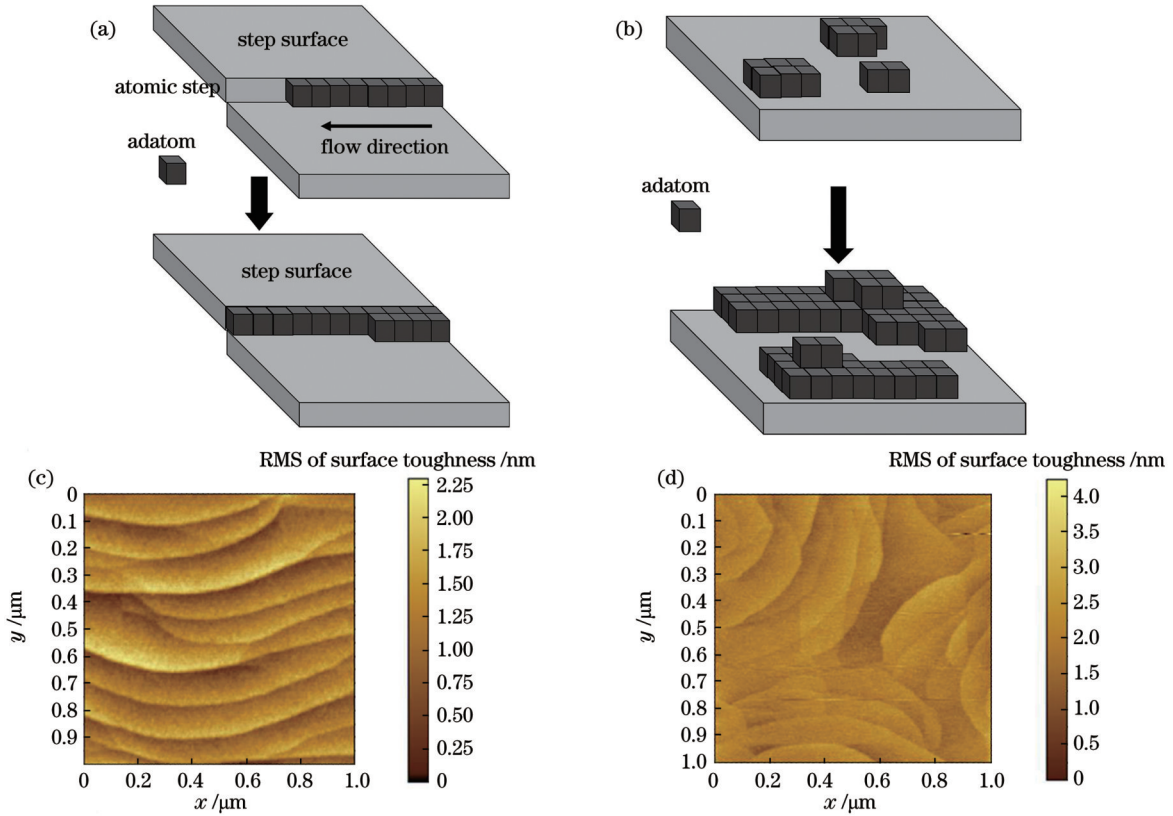 (a)
step surface
atomic step
flow direction
adatom
step surface
(b)
adatom
(c)
RMS of surface toughness /nm
0
0.1
0.2
0.3
0.4
0.5
0.6
0.7
0.8
0.9
y /μm
0 0.2 0.4 0.6 0.8 1.0
x /μm
2.25
2.00
1.75
1.50
1.25
1.00
0.75
0.50
0.25
0
(d)
RMS of surface toughness /nm
0
0.1
0.2
0.3
0.4
0.5
0.6
0.7
0.8
0.9
1.0
y /μm
0 0.2 0.4 0.6 0.8 1.0
x /μm
4.0
3.5
3.0
2.5
2.0
1.5
1.0
0.5
0